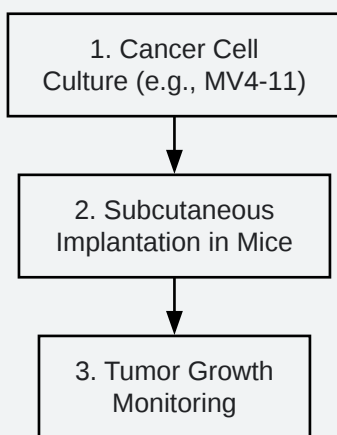 1. Cancer Cell
Culture (e.g., MV4-11)
2. Subcutaneous
Implantation in Mice
3. Tumor Growth
Monitoring